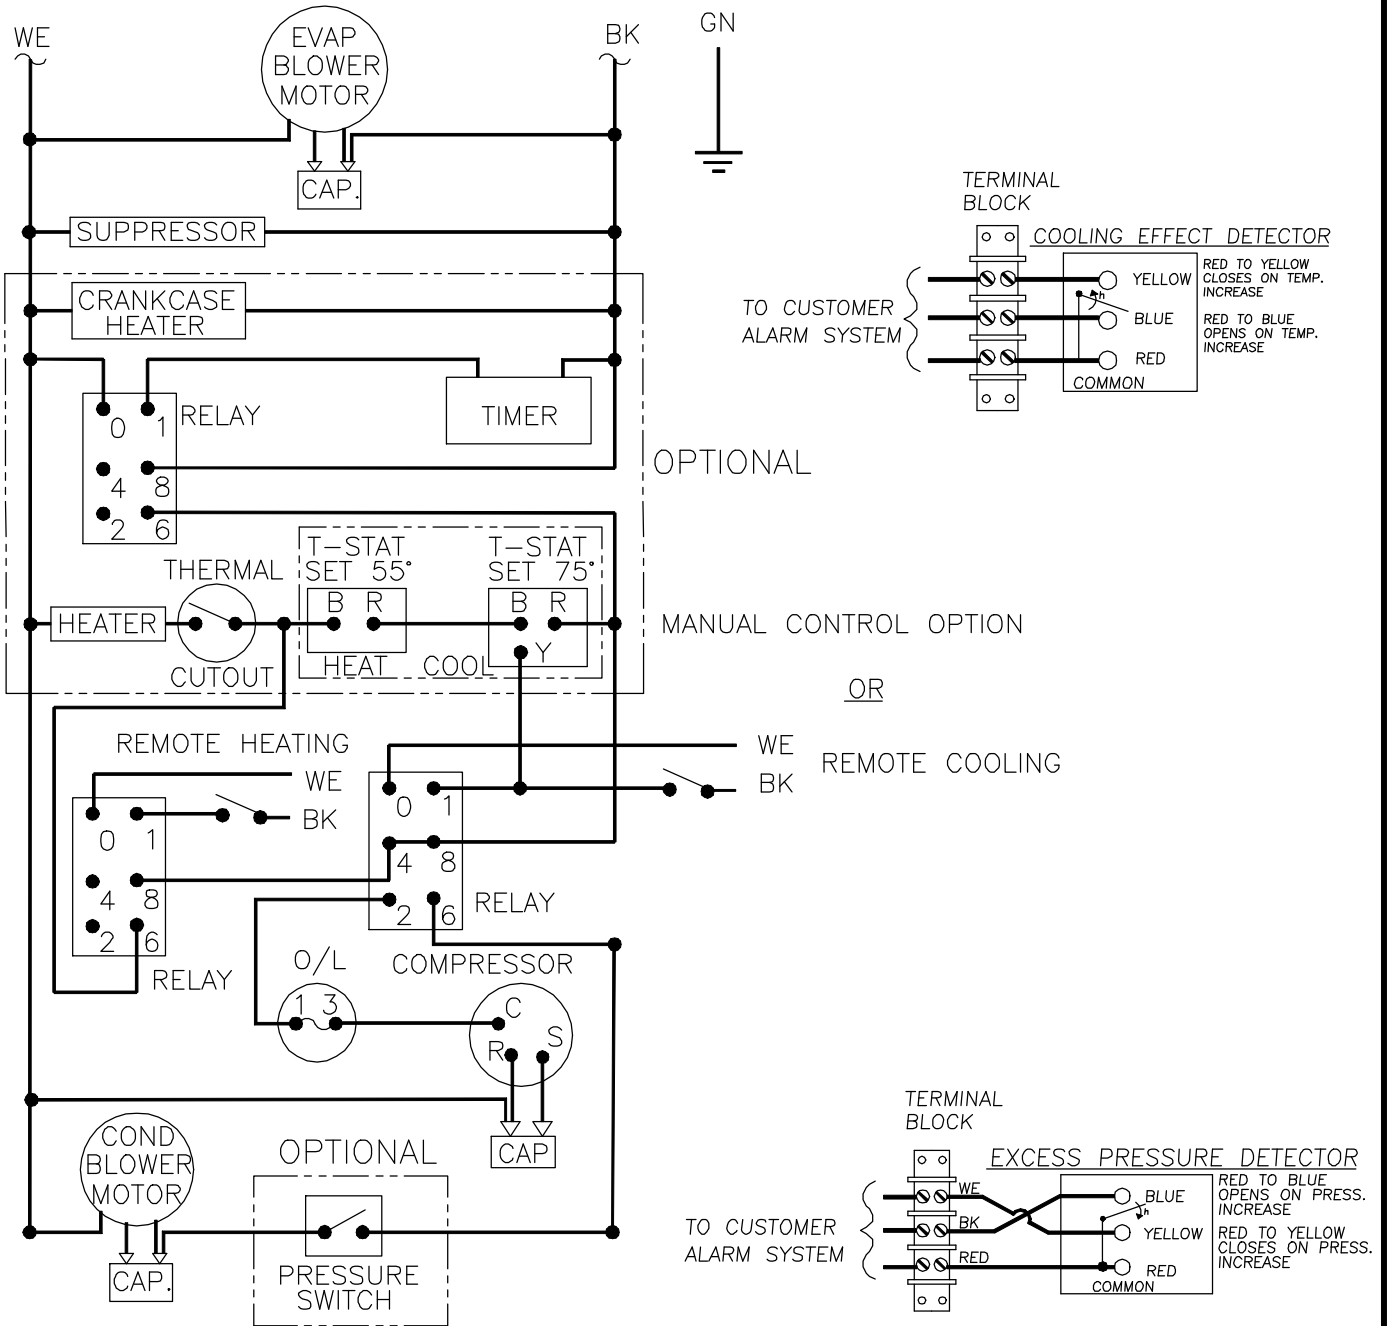 WE
EVAP
BLOWER
MOTOR
BK
GN
CAP.
SUPPRESSOR
CRANKCASE
HEATER
0
1
RELAY
TIMER
4
8
2
6
OPTIONAL
T-STAT
SET 55°
T-STAT
SET 75°
THERMAL
HEATER
B R
B R
MANUAL CONTROL OPTION
CUTOUT
HEAT
COOL
Y
OR
REMOTE HEATING
WE
BK
WE
BK
REMOTE COOLING
0
1
4
8
2
6
RELAY
0
1
4
8
2
6
RELAY
O/L
1 3
COMPRESSOR
C
R
S
CAP
COND
BLOWER
MOTOR
CAP.
OPTIONAL
PRESSURE
SWITCH
TERMINAL
BLOCK
COOLING EFFECT DETECTOR
TO CUSTOMER
ALARM SYSTEM
YELLOW
h
BLUE
RED
COMMON
RED TO YELLOW
CLOSES ON TEMP.
INCREASE
RED TO BLUE
OPENS ON TEMP.
INCREASE
TERMINAL
BLOCK
EXCESS PRESSURE DETECTOR
TO CUSTOMER
ALARM SYSTEM
WE
BK
RED
BLUE
h
YELLOW
RED
COMMON
RED TO BLUE
OPENS ON PRESS.
INCREASE
RED TO YELLOW
CLOSES ON PRESS.
INCREASE